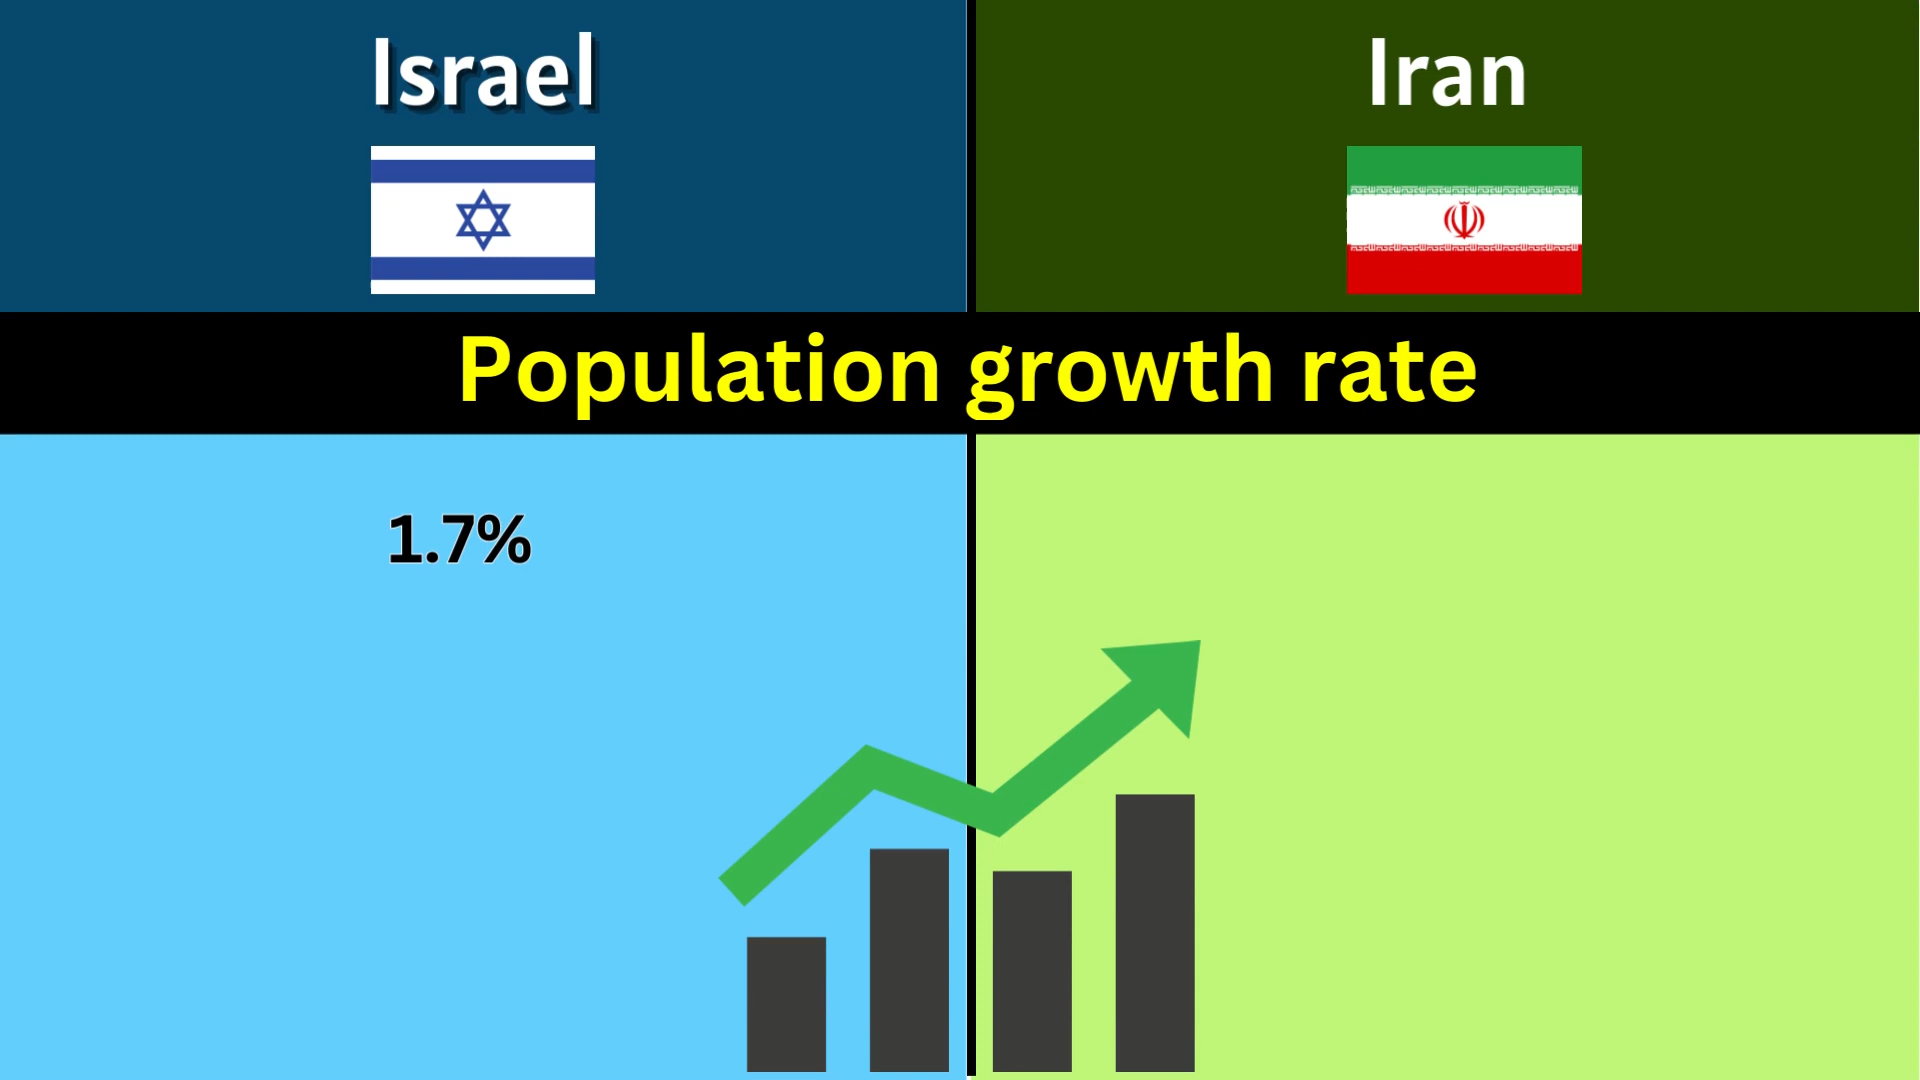 Israel
Iran
Population growth rate
1.7%